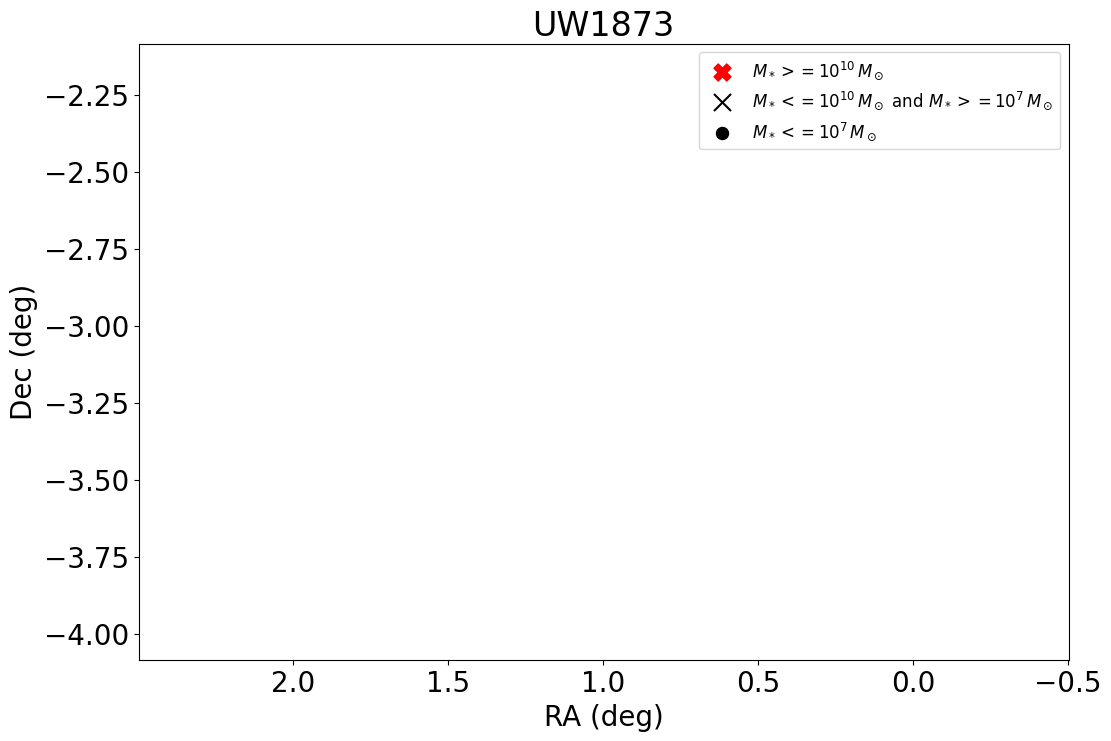 UW1873
M* >= 10^10 M⊙
M* <= 10^10 M⊙ and M* >= 10^7 M⊙
M* <= 10^7 M⊙
−2.25
−2.50
−2.75
−3.00
−3.25
−3.50
−3.75
−4.00
Dec (deg)
2.0 1.5 1.0 0.5 0.0 −0.5
RA (deg)